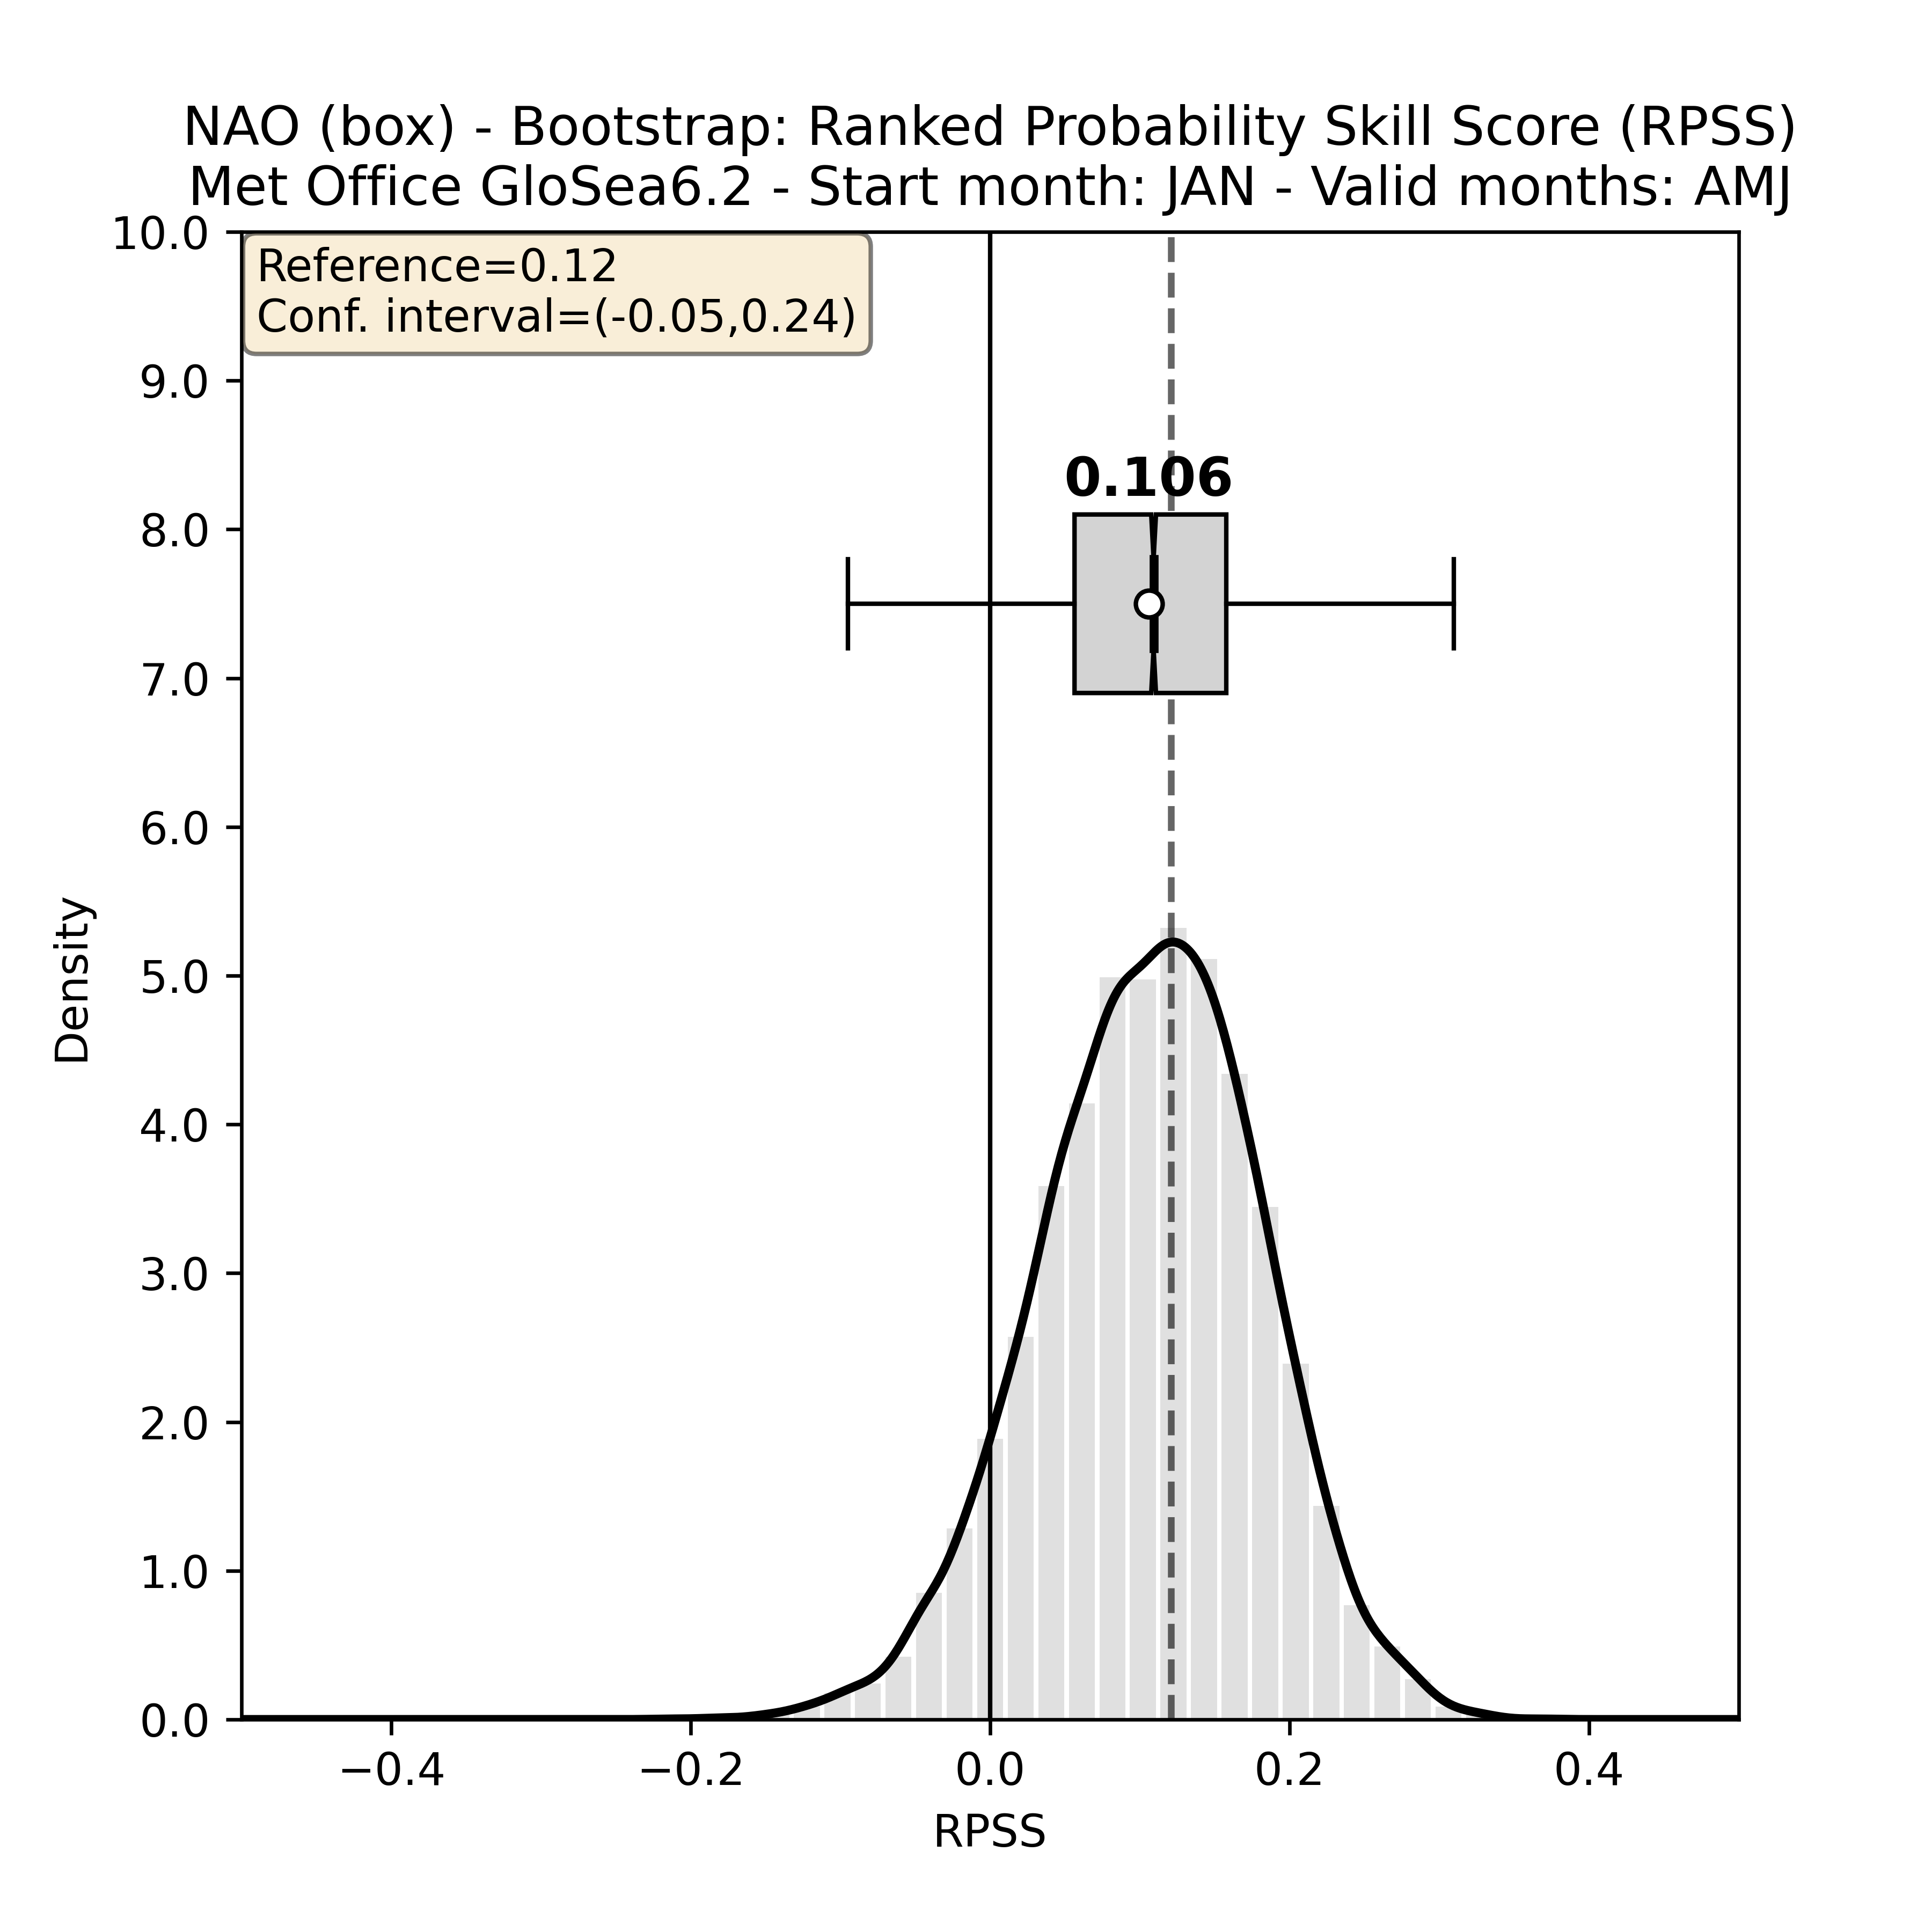 NAO (box) - Bootstrap: Ranked Probability Skill Score (RPSS)
Met Office GloSea6.2 - Start month: JAN - Valid months: AMJ
Reference=0.12
Conf. interval=(-0.05,0.24)
0.106
10.0
9.0
8.0
7.0
6.0
5.0
4.0
3.0
2.0
1.0
0.0
Density
−0.4
−0.2
0.0
0.2
0.4
RPSS